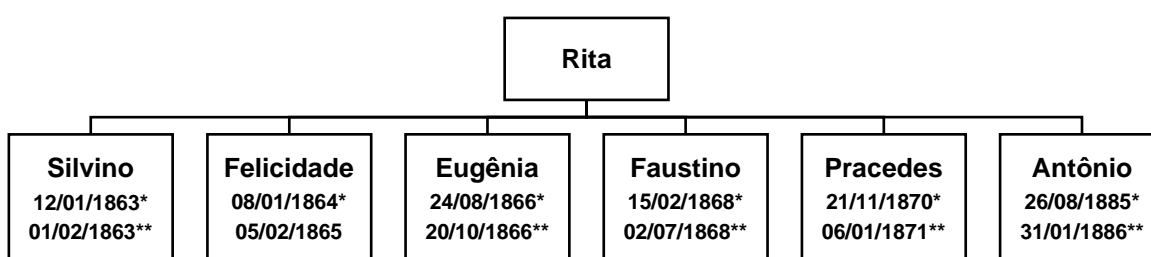 Rita
Silvino
12/01/1863*
01/02/1863**
Felicidade
08/01/1864*
05/02/1865
Eugênia
24/08/1866*
20/10/1866**
Faustino
15/02/1868*
02/07/1868**
Pracedes
21/11/1870*
06/01/1871**
Antônio
26/08/1885*
31/01/1886**